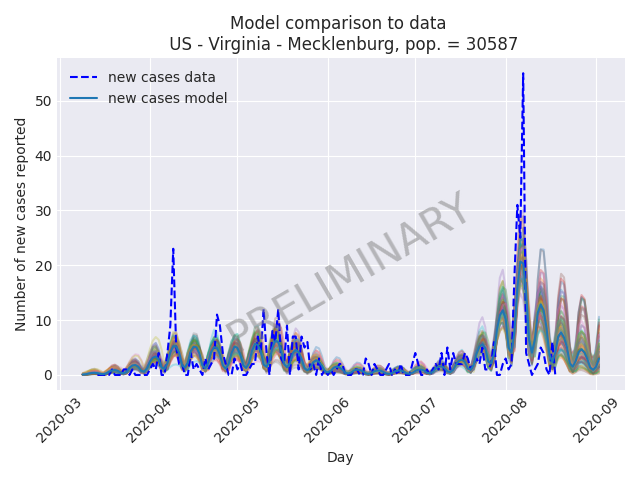 Model comparison to data
US - Virginia - Mecklenburg, pop. = 30587
new cases data
new cases model
PRELIMINARY
Number of new cases reported
50
40
30
20
10
0
2020-03
2020-04
2020-05
2020-06
2020-07
2020-08
2020-09
Day